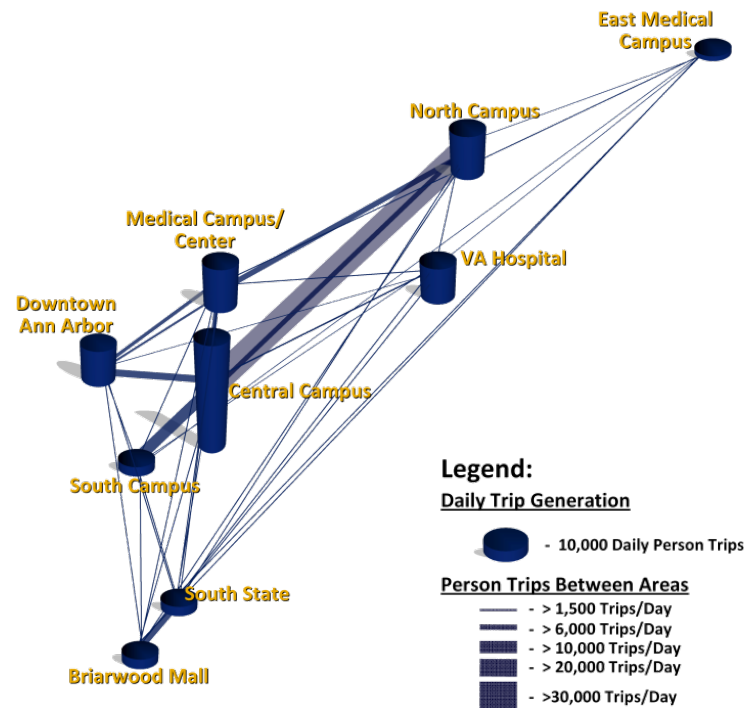 East Medical
Campus
North Campus
Medical Campus/
Center
VA Hospital
Downtown
Ann Arbor
Central Campus
South Campus
South State
Briarwood Mall
Legend:
Daily Trip Generation
- 10,000 Daily Person Trips
Person Trips Between Areas
- > 1,500 Trips/Day
- > 6,000 Trips/Day
- > 10,000 Trips/Day
- > 20,000 Trips/Day
- >30,000 Trips/Day